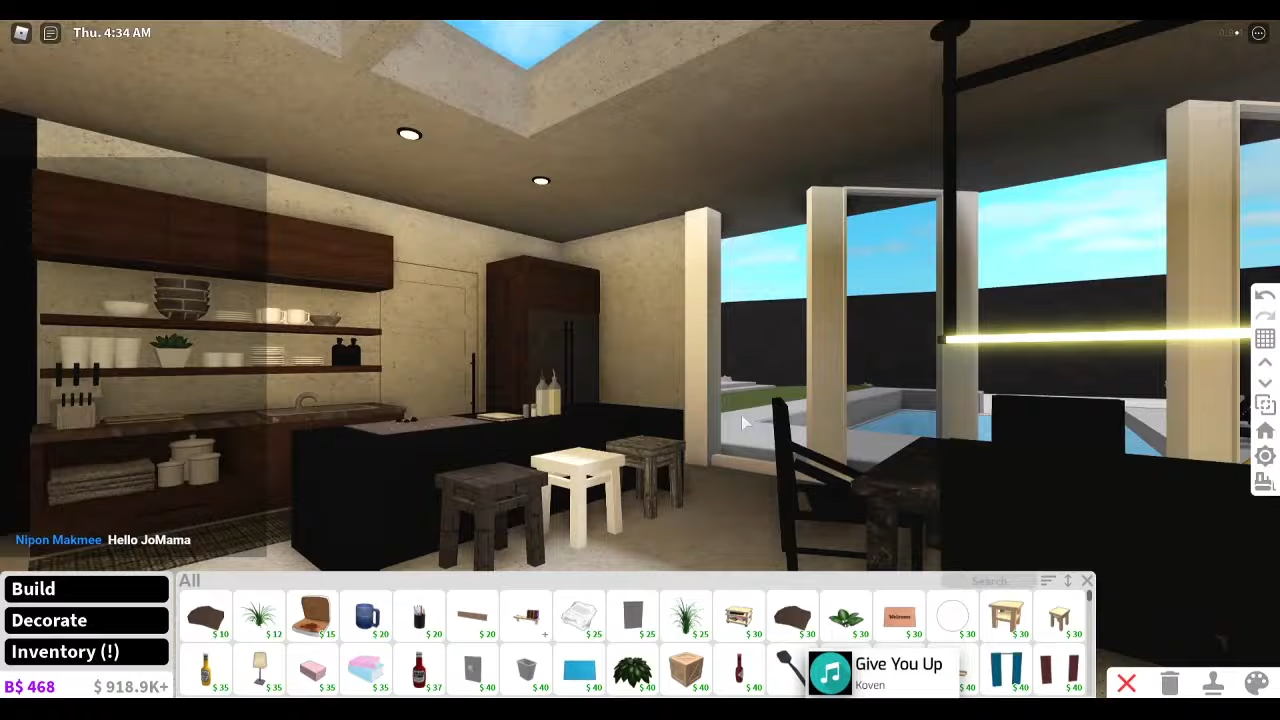 Thu. 4:34 AM
Nipon Makmee Hello JoMama
Build
Decorate
Inventory (!)
B$ 468 $ 918.9K+
All
Search...
$10 $12 $15 $20 $20 $20 + $25 $25 $25 $30 $30 $30 $30 $30 $30 $30
Welcome
$35 $35 $35 $35 $37 $40 $40 $40 $40 $40 $40 $40 $40 $40
Give You Up
Koven